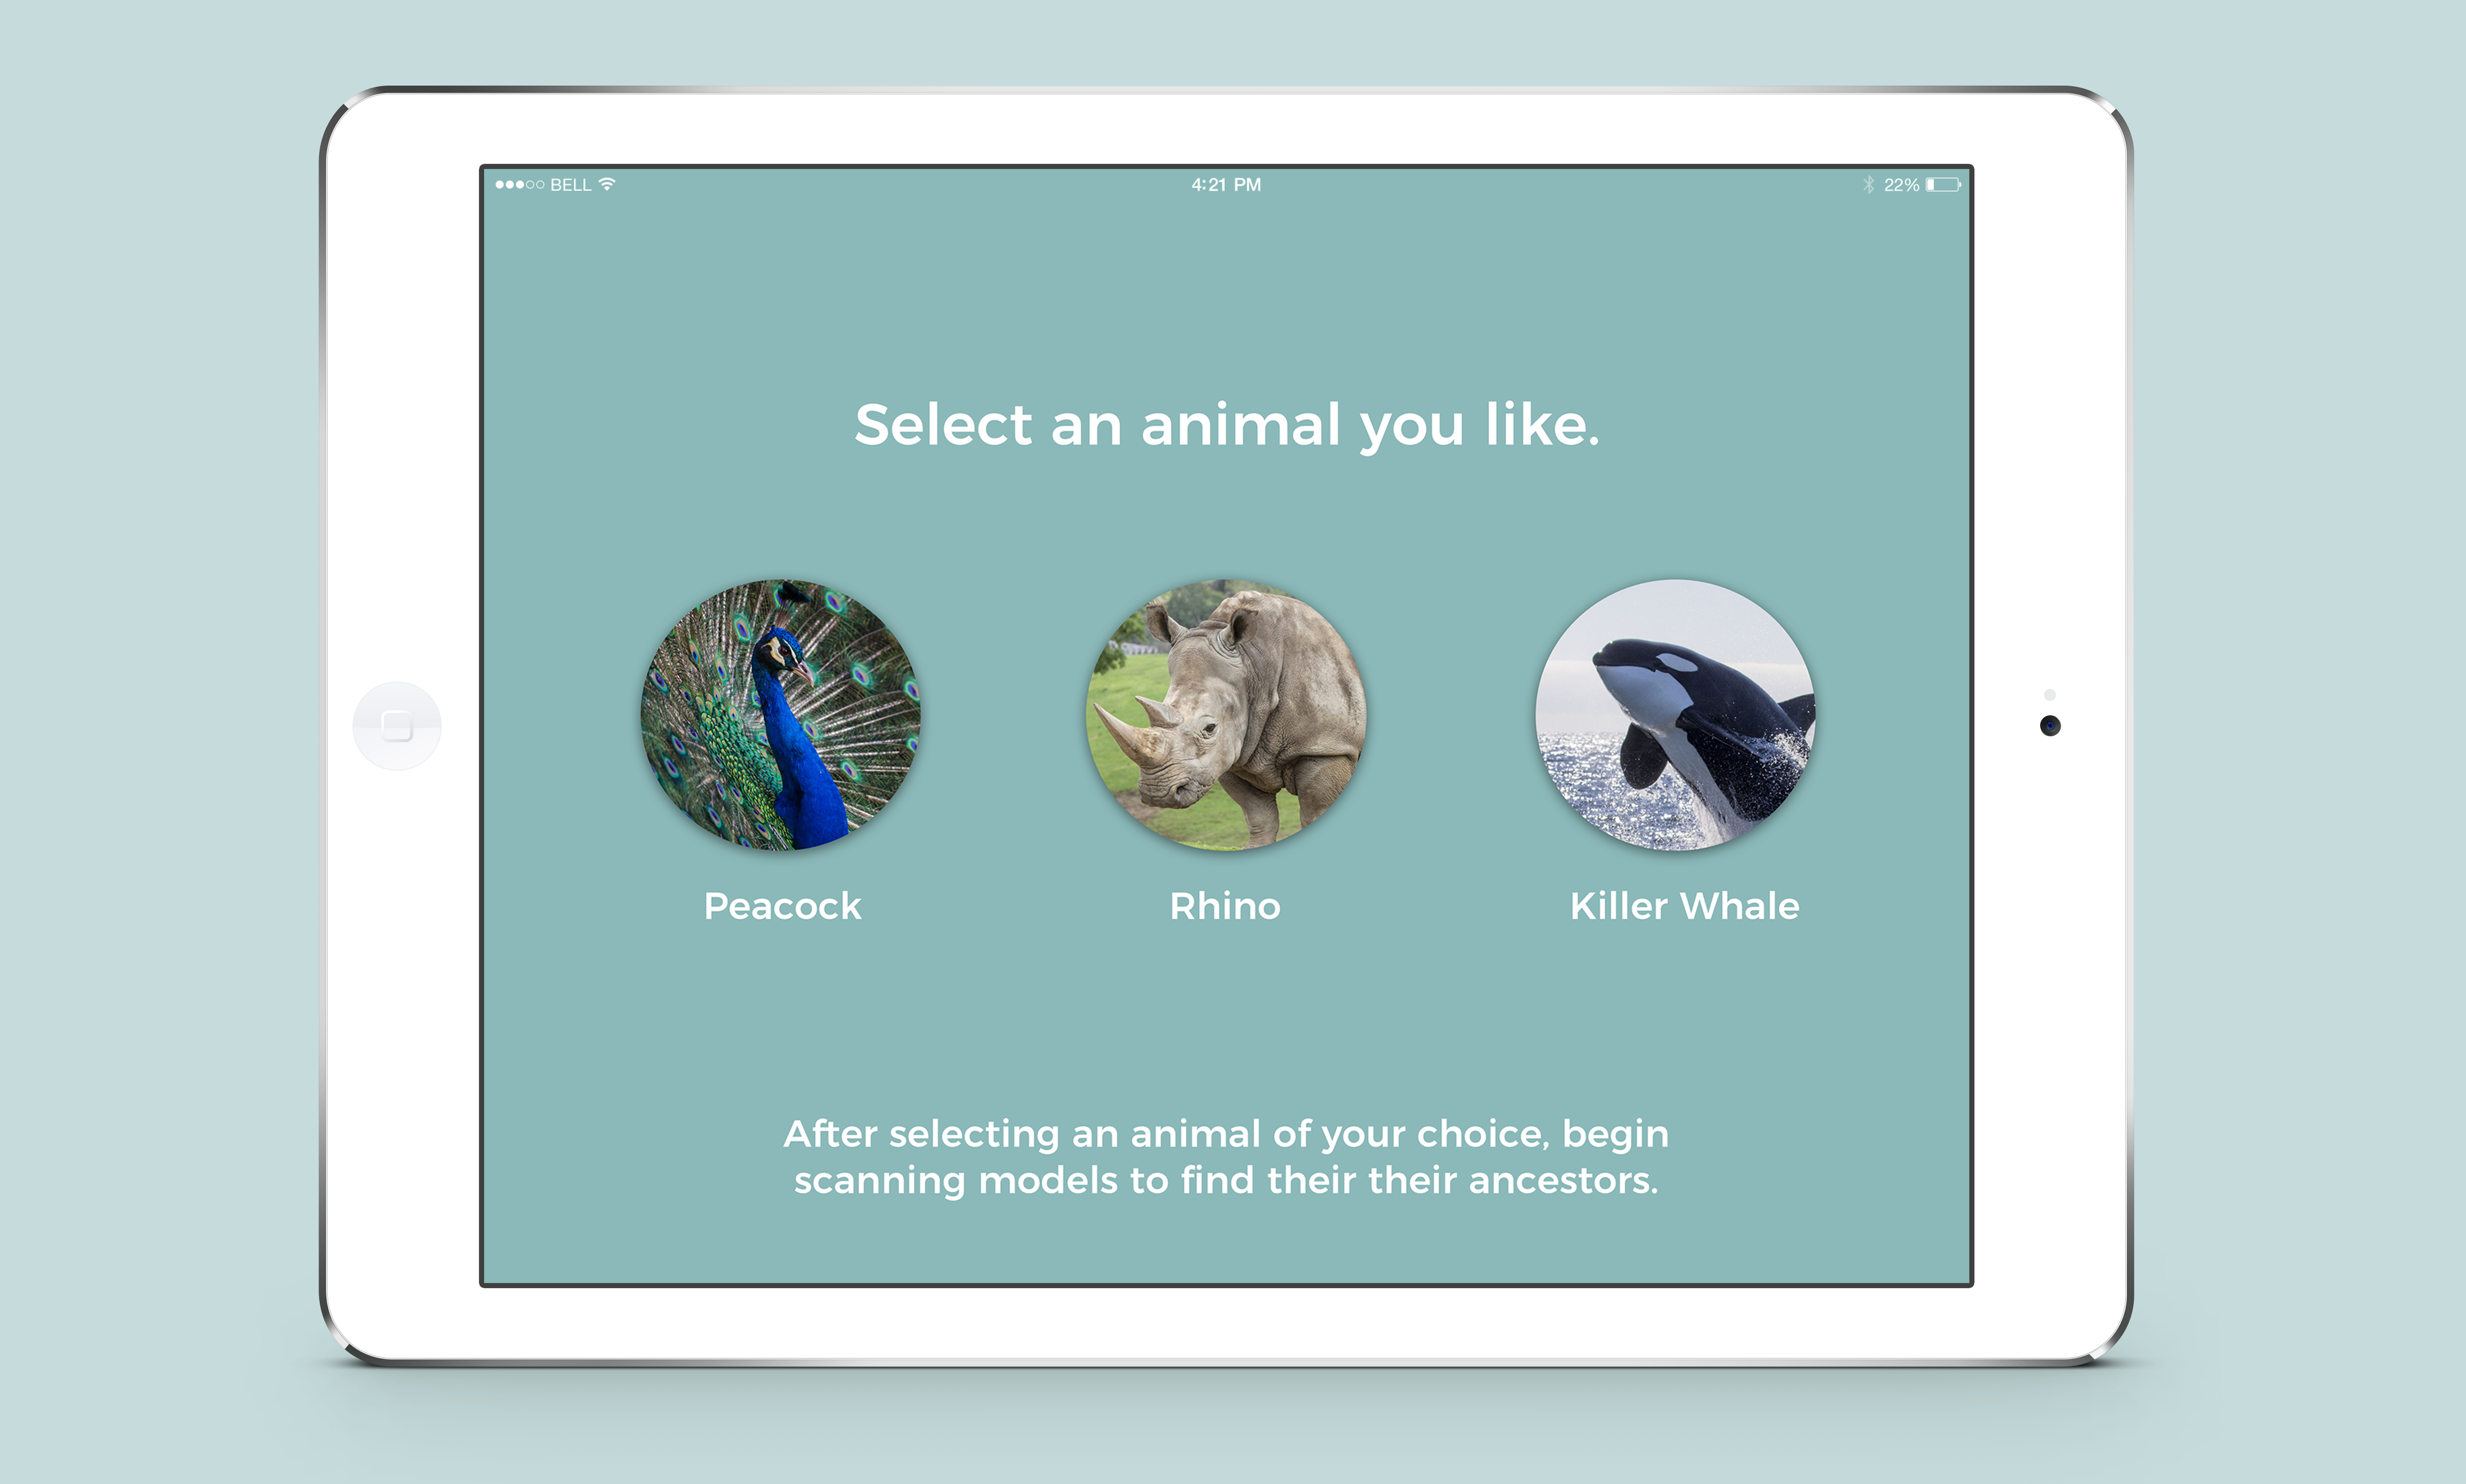 BELL
4:21 PM
22%
Select an animal you like.
Peacock
Rhino
Killer Whale
After selecting an animal of your choice, begin
scanning models to find their their ancestors.